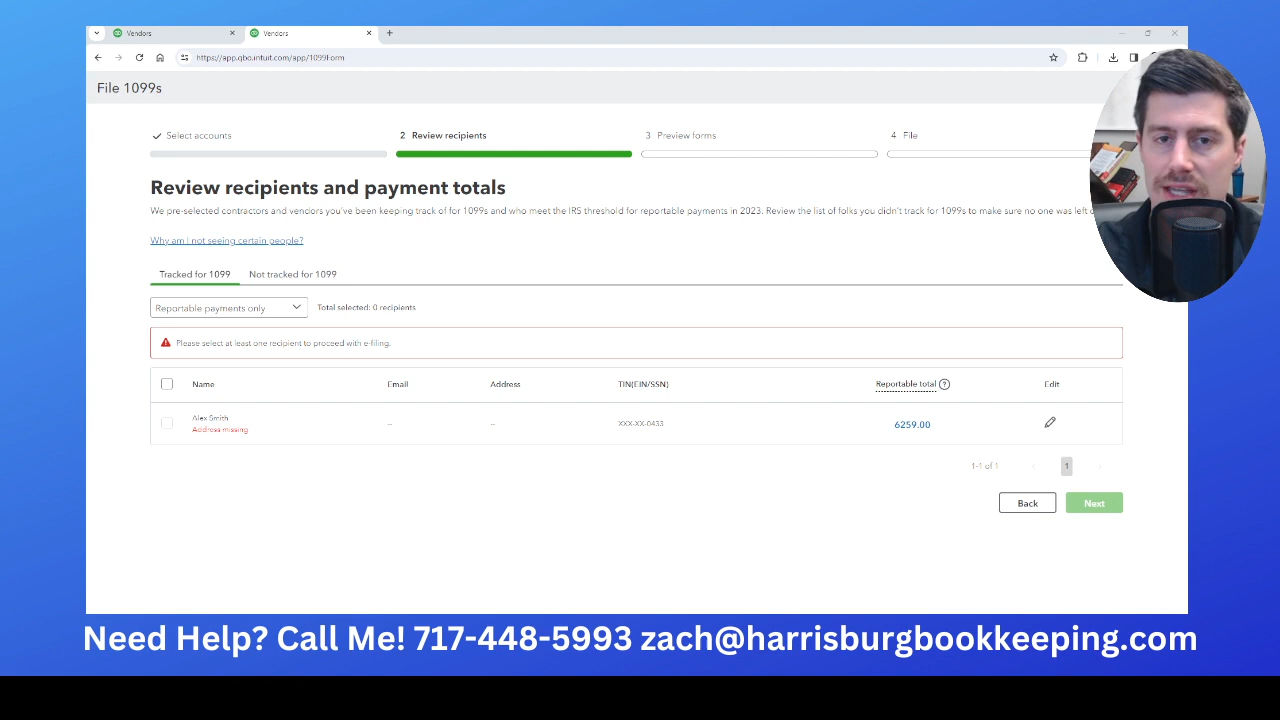 Vendors
Vendors
https://app.qbo.intuit.com/app/1099Form
File 1099s
Select accounts
2 Review recipients
3 Preview forms
4 File
Review recipients and payment totals
We pre-selected contractors and vendors you've been keeping track of for 1099s and who meet the IRS threshold for reportable payments in 2023. Review the list of folks you didn't track for 1099s to make sure no one was left
Why am I not seeing certain people?
Tracked for 1099 Not tracked for 1099
Reportable payments only Total selected: 0 recipients
Please select at least one recipient to proceed with e-filing.
Name Email Address TIN(EIN/SSN) Reportable total ? Edit
Alex Smith
Address missing
-- -- XXX-XX-0433 6259.00
1-1 of 1 1
Back Next
Need Help? Call Me! 717-448-5993 zach@harrisburgbookkeeping.com